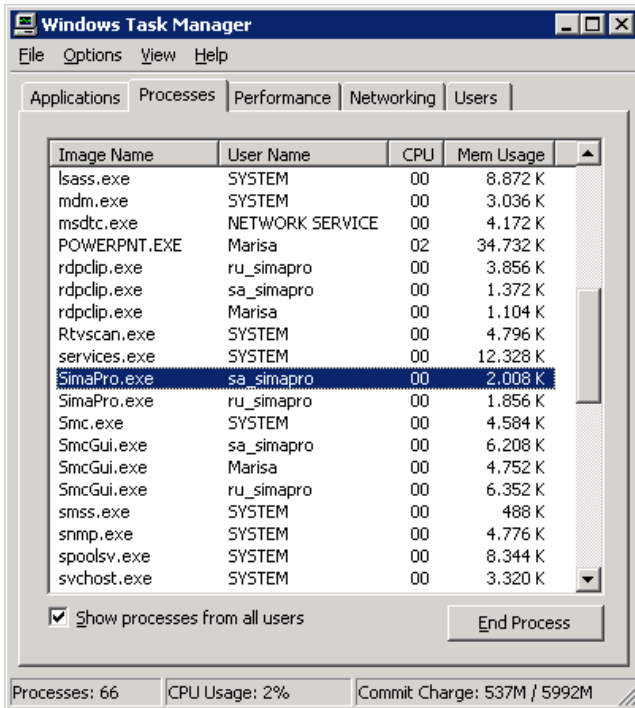 Windows Task Manager
File Options View Help
Applications Processes Performance Networking Users
Image Name User Name CPU Mem Usage
lsass.exe SYSTEM 00 8.872 K
mdm.exe SYSTEM 00 3.036 K
msdtc.exe NETWORK SERVICE 00 4.172 K
POWERPNT.EXE Marisa 02 34.732 K
rdpclip.exe ru_simapro 00 3.856 K
rdpclip.exe sa_simapro 00 1.372 K
rdpclip.exe Marisa 00 1.104 K
Rtvscan.exe SYSTEM 00 4.796 K
services.exe SYSTEM 00 12.328 K
SimaPro.exe sa_simapro 00 2.008 K
SimaPro.exe ru_simapro 00 1.856 K
Smc.exe SYSTEM 00 4.584 K
SmcGui.exe sa_simapro 00 6.208 K
SmcGui.exe Marisa 00 4.752 K
SmcGui.exe ru_simapro 00 6.352 K
smss.exe SYSTEM 00 488 K
snmp.exe SYSTEM 00 4.776 K
spoolsv.exe SYSTEM 00 8.344 K
svchost.exe SYSTEM 00 3.320 K
Show processes from all users End Process
Processes: 66 CPU Usage: 2% Commit Charge: 537M / 5992M